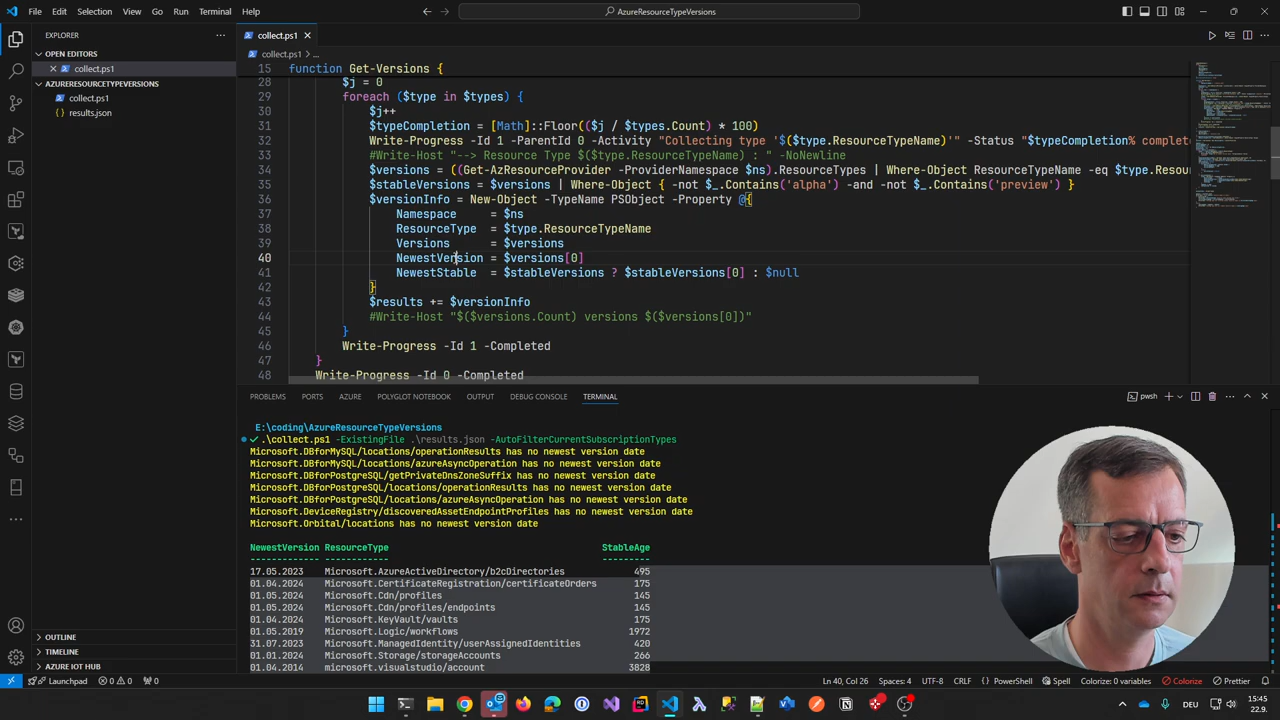 File Edit Selection View Go Run Terminal Help
AzureResourceTypeVersions
EXPLORER
OPEN EDITORS
collect.ps1
AZURERESOURCETYPEVERSIONS
collect.ps1
results.json
OUTLINE
TIMELINE
AZURE IOT HUB
collect.ps1
collect.ps1 > ...
15 function Get-Versions {
28 $j = 0
29 foreach ($type in $types) {
30 $j++
31 $typeCompletion = [Math]::Floor(($j / $types.Count) * 100)
32 Write-Progress -Id 1 -ParentId 0 -Activity "Collecting type '$($type.ResourceTypeName)'" -Status "$typeCompletion% complete
33 #Write-Host "--> Resource Type $($type.ResourceTypeName) : " -NoNewline
34 $versions = ((Get-AzResourceProvider -ProviderNamespace $ns).ResourceTypes | Where-Object ResourceTypeName -eq $type.Resour
35 $stableVersions = $versions | Where-Object { -not $_.Contains('alpha') -and -not $_.Contains('preview') }
36 $versionInfo = New-Object -TypeName PSObject -Property @{
37 Namespace = $ns
38 ResourceType = $type.ResourceTypeName
39 Versions = $versions
40 NewestVersion = $versions[0]
41 NewestStable = $stableVersions ? $stableVersions[0] : $null
42 }
43 $results += $versionInfo
44 #Write-Host "$($versions.Count) versions $($versions[0])"
45 }
46 Write-Progress -Id 1 -Completed
47 }
48 Write-Progress -Id 0 -Completed
PROBLEMS PORTS AZURE POLYGLOT NOTEBOOK OUTPUT DEBUG CONSOLE TERMINAL
pwsh
E:\coding\AzureResourceTypeVersions
.\collect.ps1 -ExistingFile .\results.json -AutoFilterCurrentSubscriptionTypes
Microsoft.DBforMySQL/locations/operationResults has no newest version date
Microsoft.DBforMySQL/locations/azureAsyncOperation has no newest version date
Microsoft.DBforPostgreSQL/getPrivateDnsZoneSuffix has no newest version date
Microsoft.DBforPostgreSQL/locations/operationResults has no newest version date
Microsoft.DBforPostgreSQL/locations/azureAsyncOperation has no newest version date
Microsoft.DeviceRegistry/discoveredAssetEndpointProfiles has no newest version date
Microsoft.Orbital/locations has no newest version date
NewestVersion ResourceType StableAge
------------- ------------ ---------
17.05.2023 Microsoft.AzureActiveDirectory/b2cDirectories 495
01.04.2024 Microsoft.CertificateRegistration/certificateOrders 175
01.05.2024 Microsoft.Cdn/profiles 145
01.05.2024 Microsoft.Cdn/profiles/endpoints 145
01.04.2024 Microsoft.KeyVault/vaults 175
01.05.2019 Microsoft.Logic/workflows 1972
31.07.2023 Microsoft.ManagedIdentity/userAssignedIdentities 420
01.01.2024 Microsoft.Storage/storageAccounts 266
01.04.2014 microsoft.visualstudio/account 3828
Launchpad 0 0 0 Ln 40, Col 26 Spaces: 4 UTF-8 CRLF {} PowerShell Spell Colorize: 0 variables Colorize Prettier
DEU 15:45
22.9.